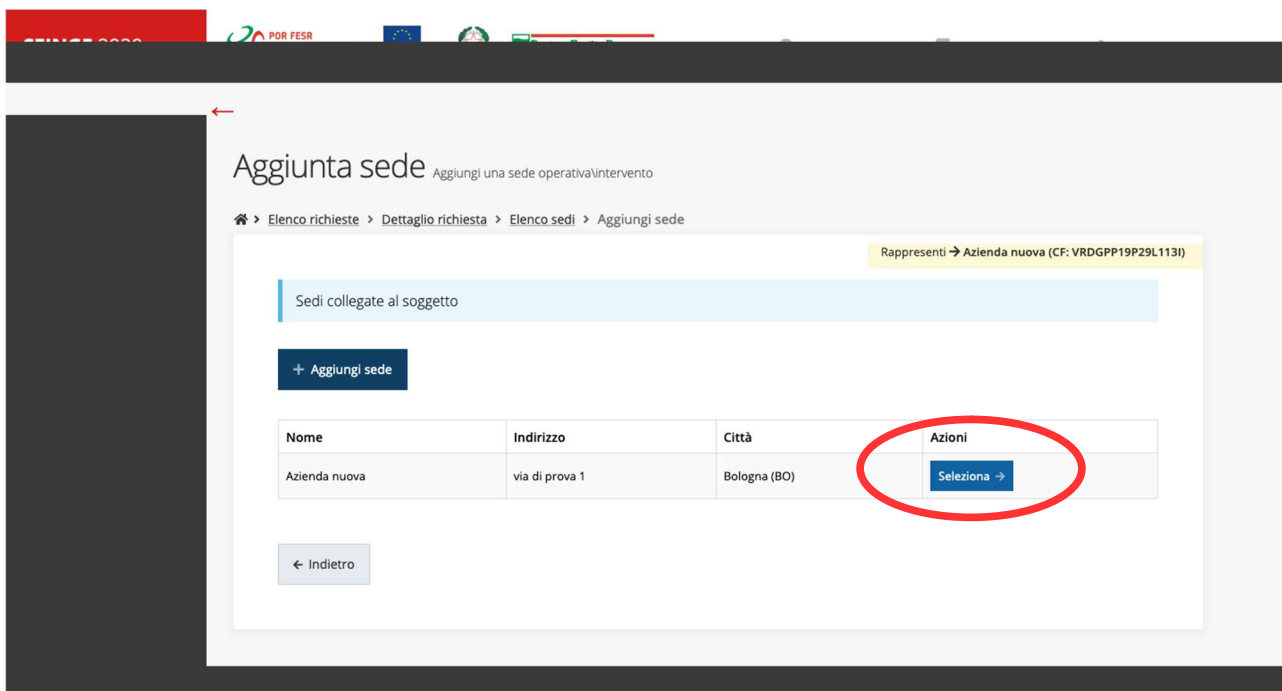 POR FESR
Aggiunta sede Aggiungi una sede operativa\intervento
Elenco richieste > Dettaglio richiesta > Elenco sedi > Aggiungi sede
Rappresenti → Azienda nuova (CF: VRDGPP19P29L113I)
Sedi collegate al soggetto
+ Aggiungi sede
Nome Indirizzo Città Azioni
Azienda nuova via di prova 1 Bologna (BO) Seleziona →
← Indietro